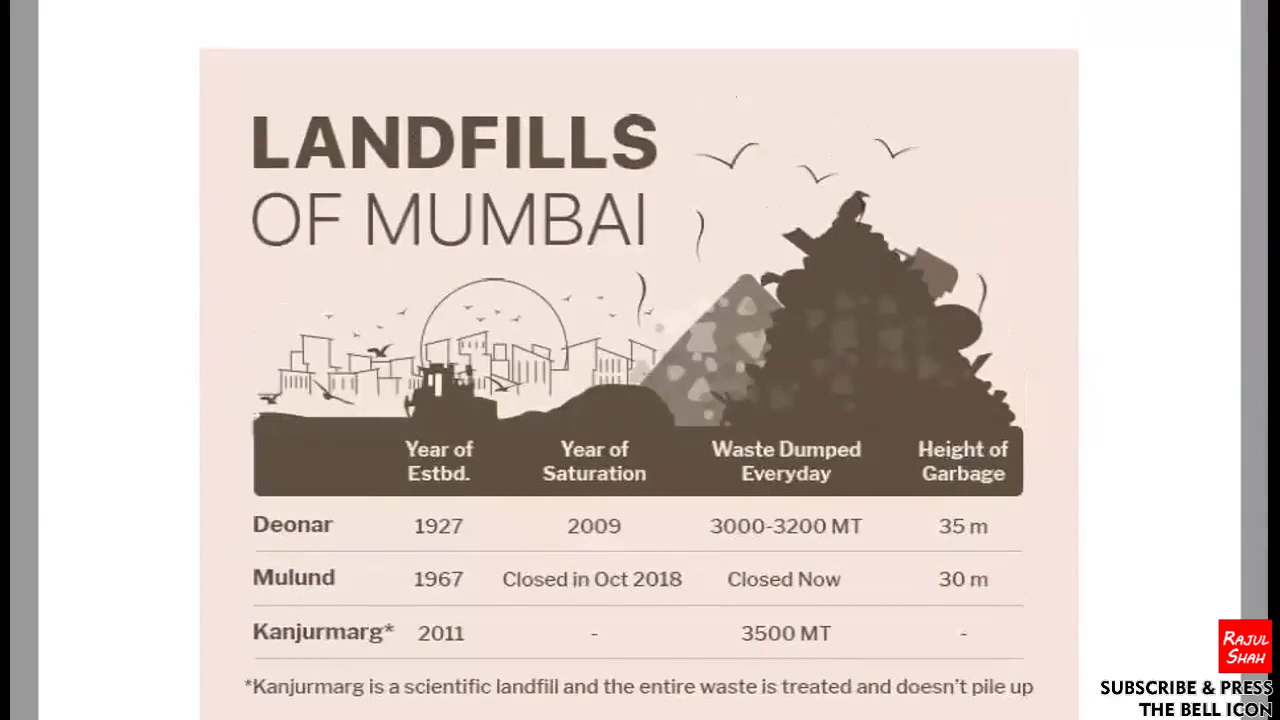 LANDFILLS
OF MUMBAI
Year of Estbd. Year of Saturation Waste Dumped Everyday Height of Garbage
Deonar 1927 2009 3000-3200 MT 35 m
Mulund 1967 Closed in Oct 2018 Closed Now 30 m
Kanjurmarg* 2011 - 3500 MT -
*Kanjurmarg is a scientific landfill and the entire waste is treated and doesn't pile up
RAJUL
SHAH
SUBSCRIBE & PRESS
THE BELL ICON